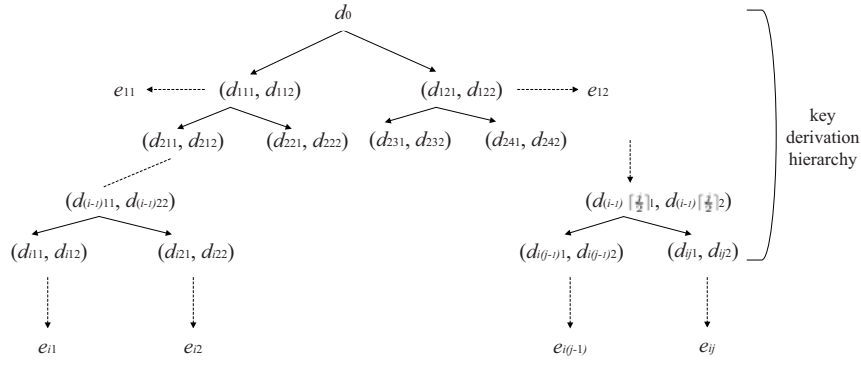 d0
e11 (d111, d112) (d121, d122) e12
key
derivation
hierarchy
(d211, d212) (d221, d222) (d231, d232) (d241, d242)
(d(i-1)11, d(i-1)22) (d(i-1)⌈j/2⌉1, d(i-1)⌈j/2⌉2)
(di11, di12) (di21, di22) (di(j-1)1, di(j-1)2) (dij1, dij2)
ei1 ei2 ei(j-1) eij